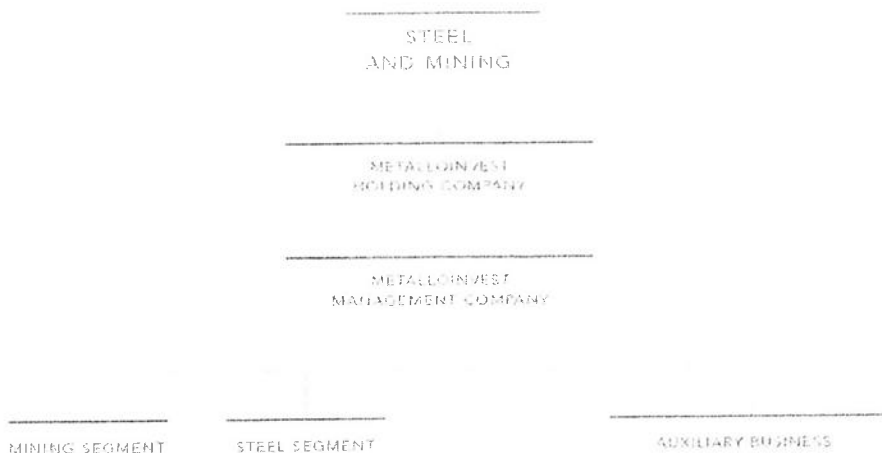 STEEL
AND MINING
METALLOINVEST
HOLDING COMPANY
METALLOINVEST
MANAGEMENT COMPANY
MINING SEGMENT
STEEL SEGMENT
AUXILIARY BUSINESS